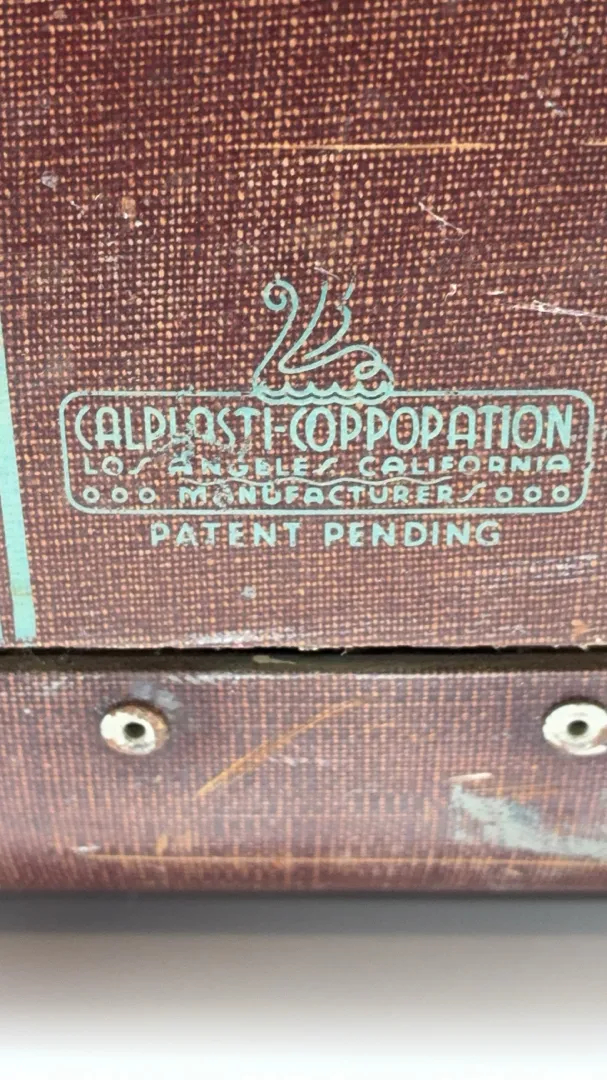 CALPLASTI-CORPORATION
LOS ANGELES CALIFORNIA
MANUFACTURERS
PATENT PENDING